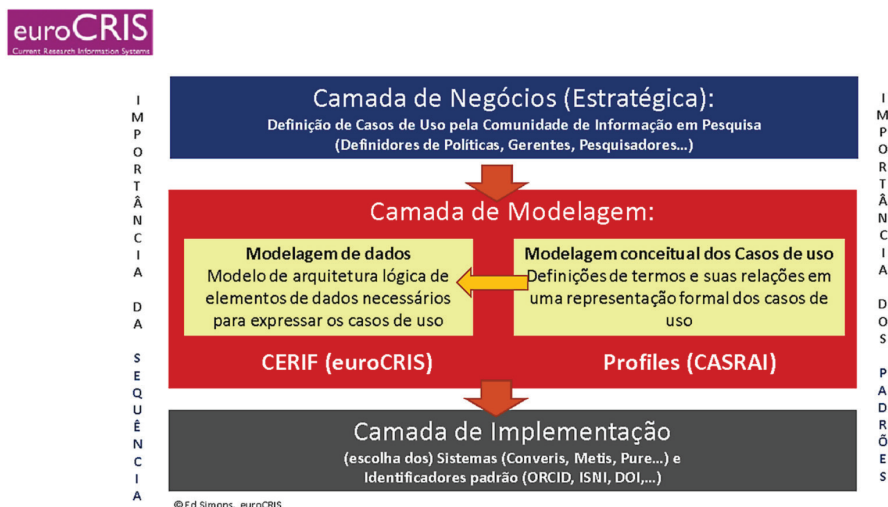 euroCRIS
Current Research Information Systems
IMPORTÂNCIA DA SEQUÊNCIA
Camada de Negócios (Estratégica):
Definição de Casos de Uso pela Comunidade de Informação em Pesquisa
(Definidores de Políticas, Gerentes, Pesquisadores...)
Camada de Modelagem:
Modelagem de dados
Modelo de arquitetura lógica de
elementos de dados necessários
para expressar os casos de uso
CERIF (euroCRIS)
Modelagem conceitual dos Casos de uso
Definições de termos e suas relações em
uma representação formal dos casos de
uso
Profiles (CASRAI)
Camada de Implementação
(escolha dos) Sistemas (Converis, Metis, Pure...) e
Identificadores padrão (ORCID, ISNI, DOI,...)
IMPORTÂNCIA DOS PADRÕES
© Ed Simons, euroCRIS